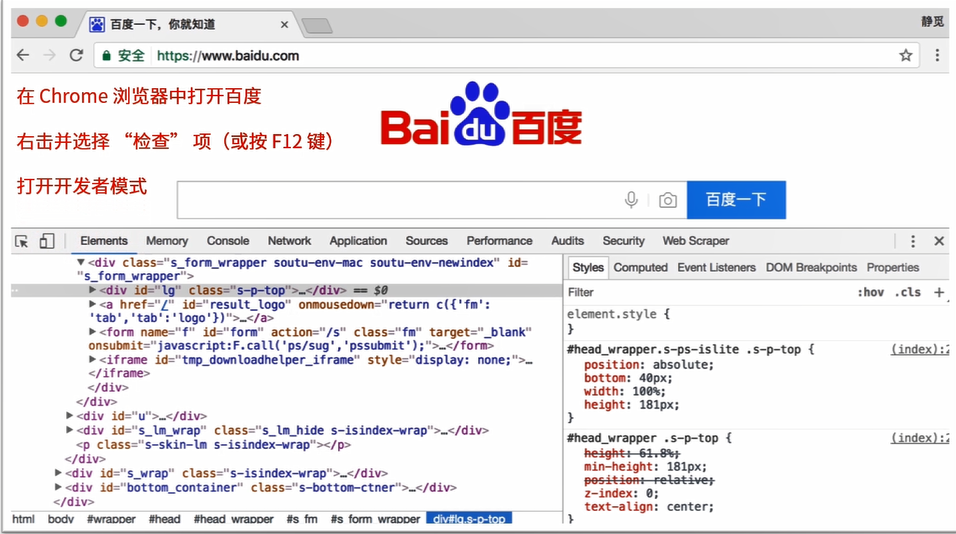 百度一下，你就知道
静觅
安全 https://www.baidu.com
在 Chrome 浏览器中打开百度
Bai du 百度
右击并选择 “检查” 项（或按 F12 键）
打开开发者模式
百度一下
Elements Memory Console Network Application Sources Performance Audits Security Web Scraper
▼<div class="s_form_wrapper soutu-env-mac soutu-env-newindex" id=
"s_form_wrapper">
▶<div id="lg" class="s-p-top">…</div> == $0
▶<a href="/" id="result_logo" onmousedown="return c({'fm':
'tab','tab':'logo'})">…</a>
▶<form name="f" id="form" action="/s" class="fm" target="_blank"
onsubmit="javascript:F.call('ps/sug','pssubmit');">…</form>
▶<iframe id="tmp_downloadhelper_iframe" style="display: none;">…
</iframe>
</div>
</div>
▶<div id="u">…</div>
▶<div id="s_lm_wrap" class="s_lm_hide s-isindex-wrap">…</div>
<p class="s-skin-lm s-isindex-wrap"></p>
</div>
▶<div id="s_wrap" class="s-isindex-wrap">…</div>
▶<div id="bottom_container" class="s-bottom-ctner">…</div>
</div>
html body #wrapper #head #head_wrapper #s_fm #s_form_wrapper div#lg.s-p-top
Styles Computed Event Listeners DOM Breakpoints Properties
Filter :hov .cls +
element.style {
}
#head_wrapper.s-ps-islite .s-p-top { (index):2
position: absolute;
bottom: 40px;
width: 100%;
height: 181px;
}
#head_wrapper .s-p-top { (index):2
height: 61.8%;
min-height: 181px;
position: relative;
z-index: 0;
text-align: center;
}